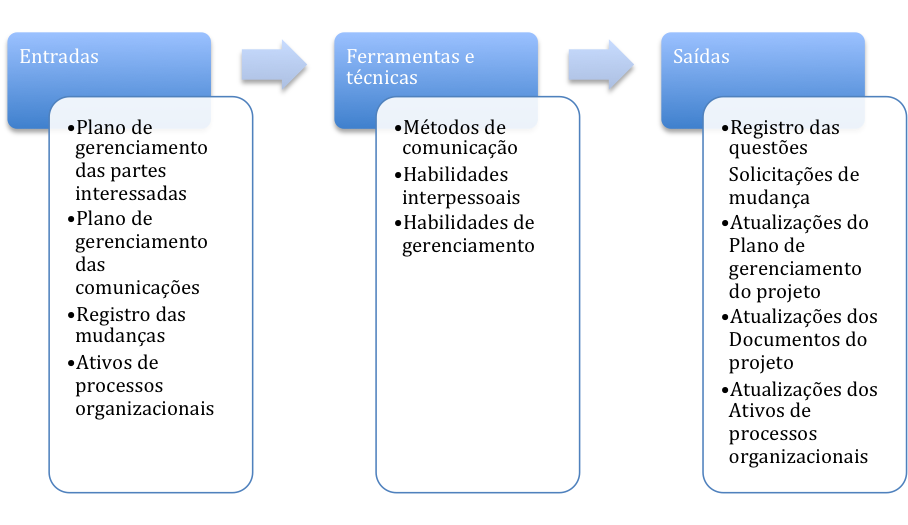 Entradas
•Plano de
gerenciamento
das partes
interessadas
•Plano de
gerenciamento
das
comunicações
•Registro das
mudanças
•Ativos de
processos
organizacionais
Ferramentas e
técnicas
•Métodos de
comunicação
•Habilidades
interpessoais
•Habilidades de
gerenciamento
Saídas
•Registro das
questões
Solicitações de
mudança
•Atualizações do
Plano de
gerenciamento
do projeto
•Atualizações dos
Documentos do
projeto
•Atualizações dos
Ativos de
processos
organizacionais